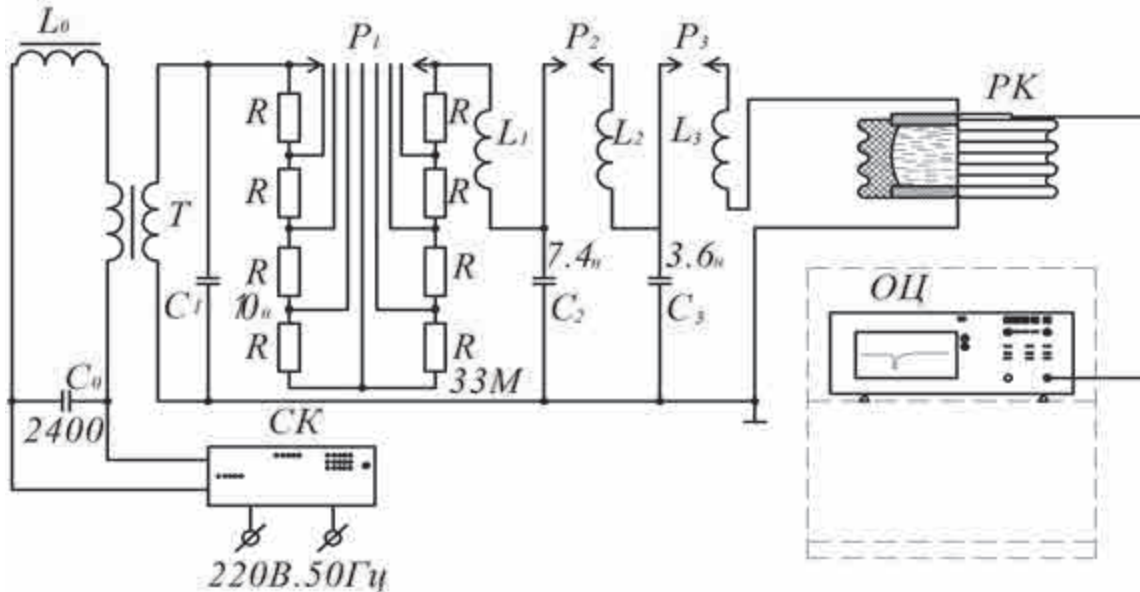 L₀
P₁
P₂
P₃
PK
R
R
L₁
L₂
L₃
R
R
T
R
R
7.4н
3.6н
C₁
10н
C₂
C₃
ОЦ
R
R
33M
C₀
2400
СК
220В.50Гц